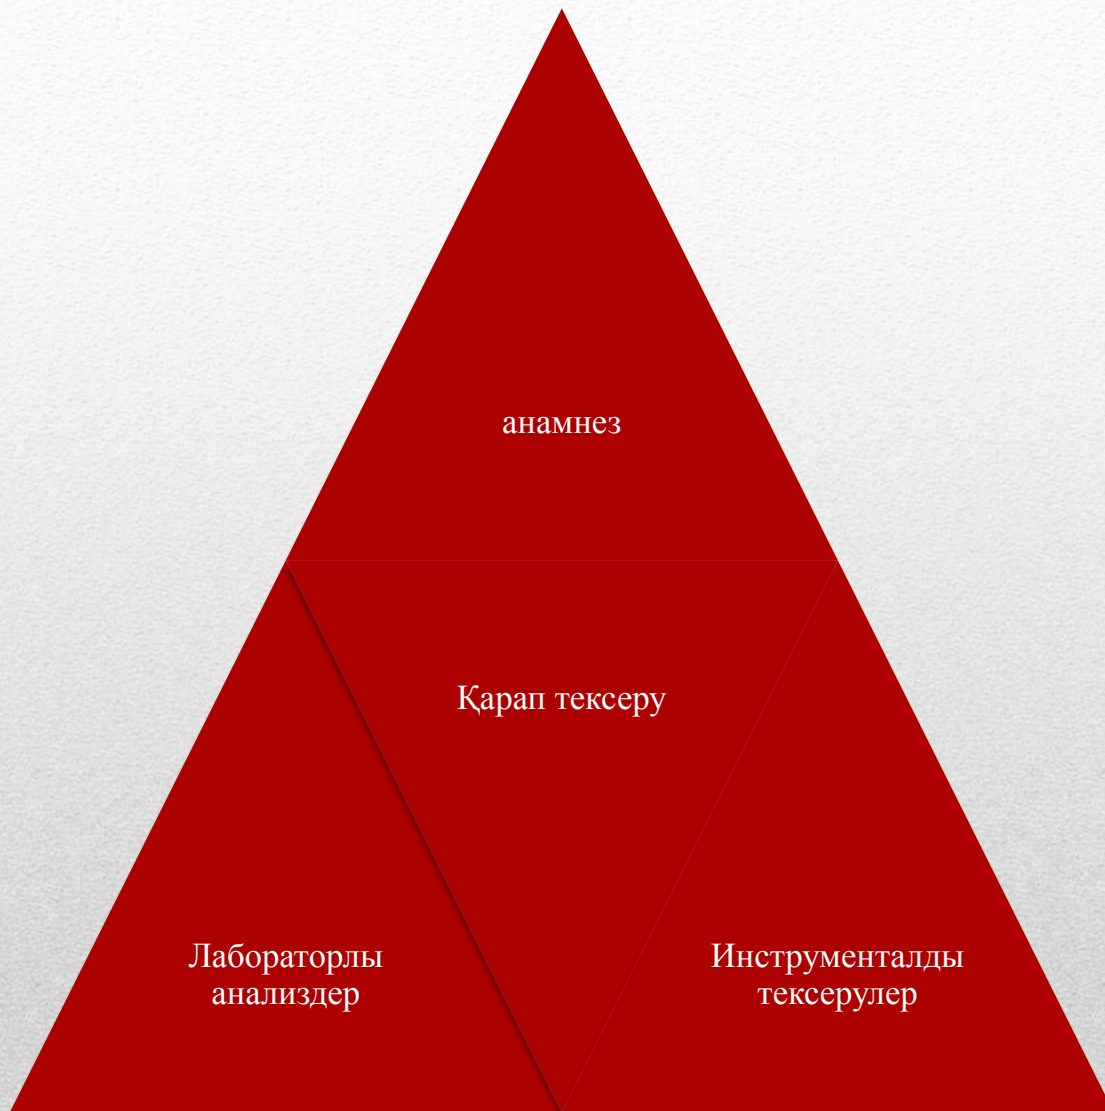 анамнез
Қарап тексеру
Лабораторлы
анализдер
Инструменталды
тексерулер